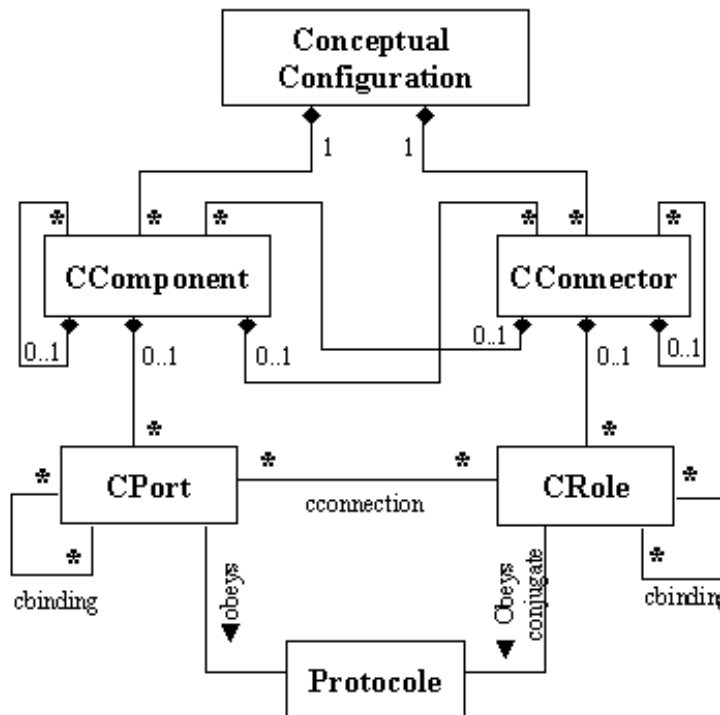 Conceptual
Configuration
1 1
* * * * * *
CComponent CConnector
0..1 0..1 0..1 0..1 0..1 0..1
* *
* * * *
CPort CRole
cconnection
* *
cbinding obeys Obeys conjugate cbinding
Protocole